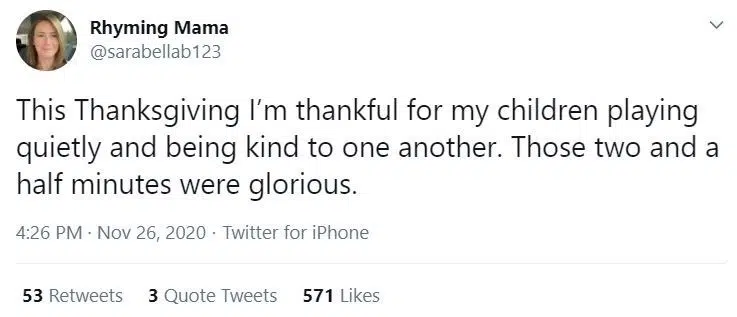 Rhyming Mama
@sarabellab123
This Thanksgiving I’m thankful for my children playing
quietly and being kind to one another. Those two and a
half minutes were glorious.
4:26 PM · Nov 26, 2020 · Twitter for iPhone
53 Retweets 3 Quote Tweets 571 Likes